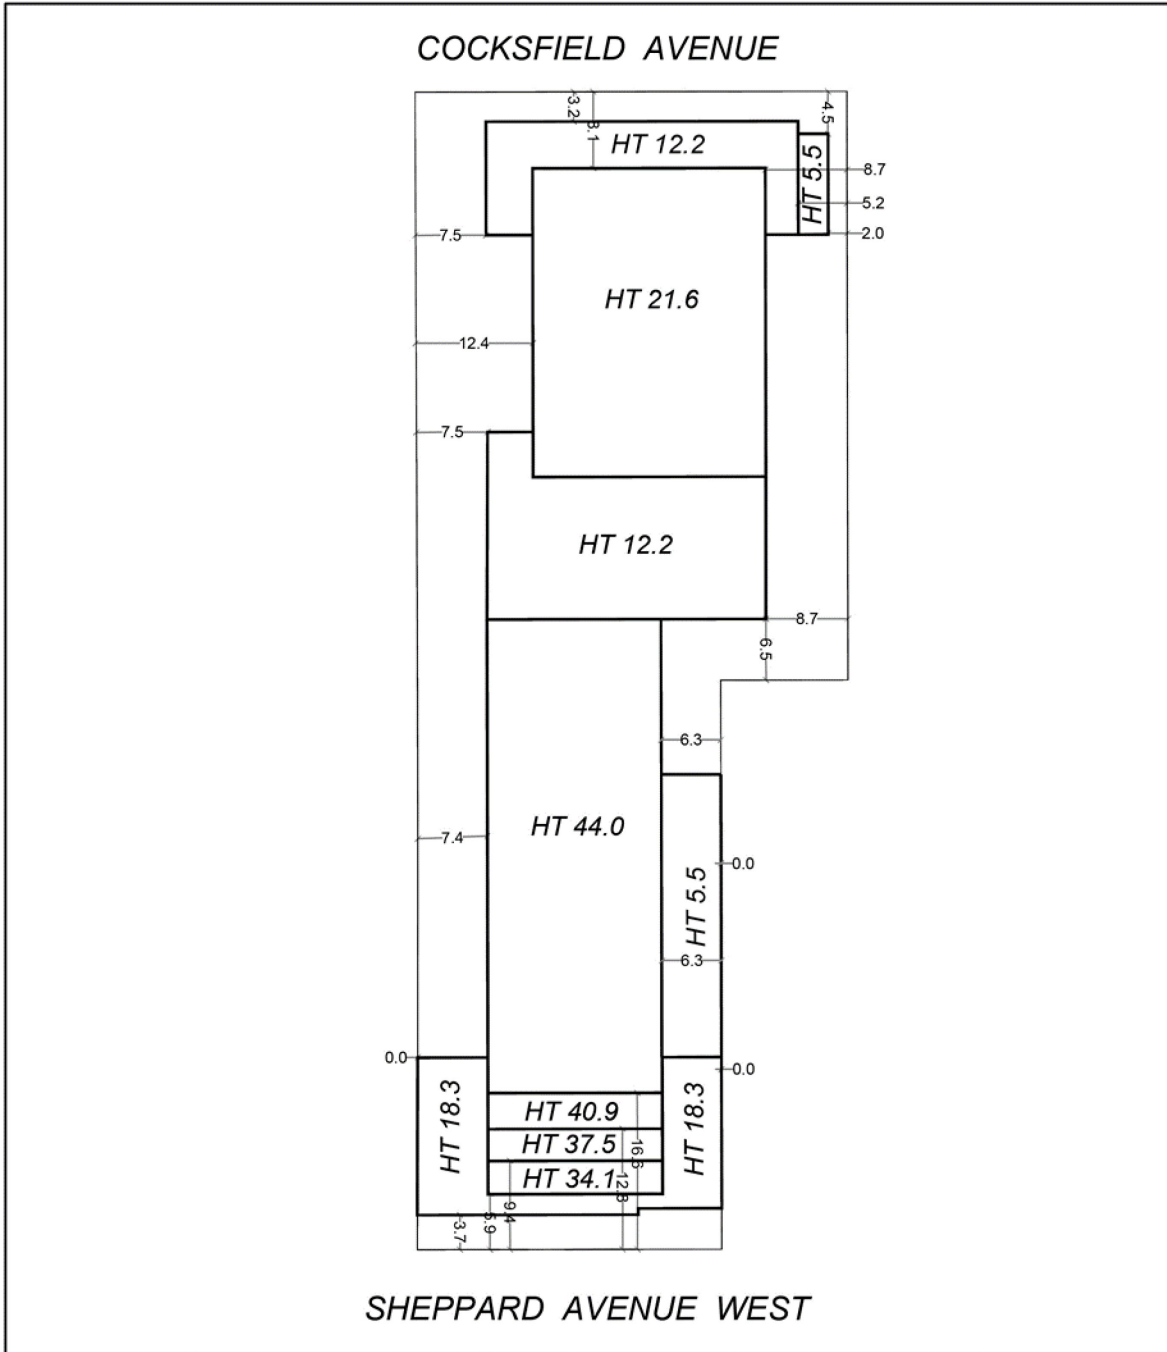 COCKSFIELD AVENUE
3.2
8.1
4.5
HT 12.2
HT 5.5
8.7
5.2
2.0
7.5
HT 21.6
12.4
7.5
HT 12.2
8.7
6.5
6.3
HT 44.0
7.4
0.0
HT 5.5
6.3
0.0
0.0
HT 18.3
HT 18.3
HT 40.9
HT 37.5
16.6
HT 34.1
12.8
9.4
5.9
3.7
SHEPPARD AVENUE WEST